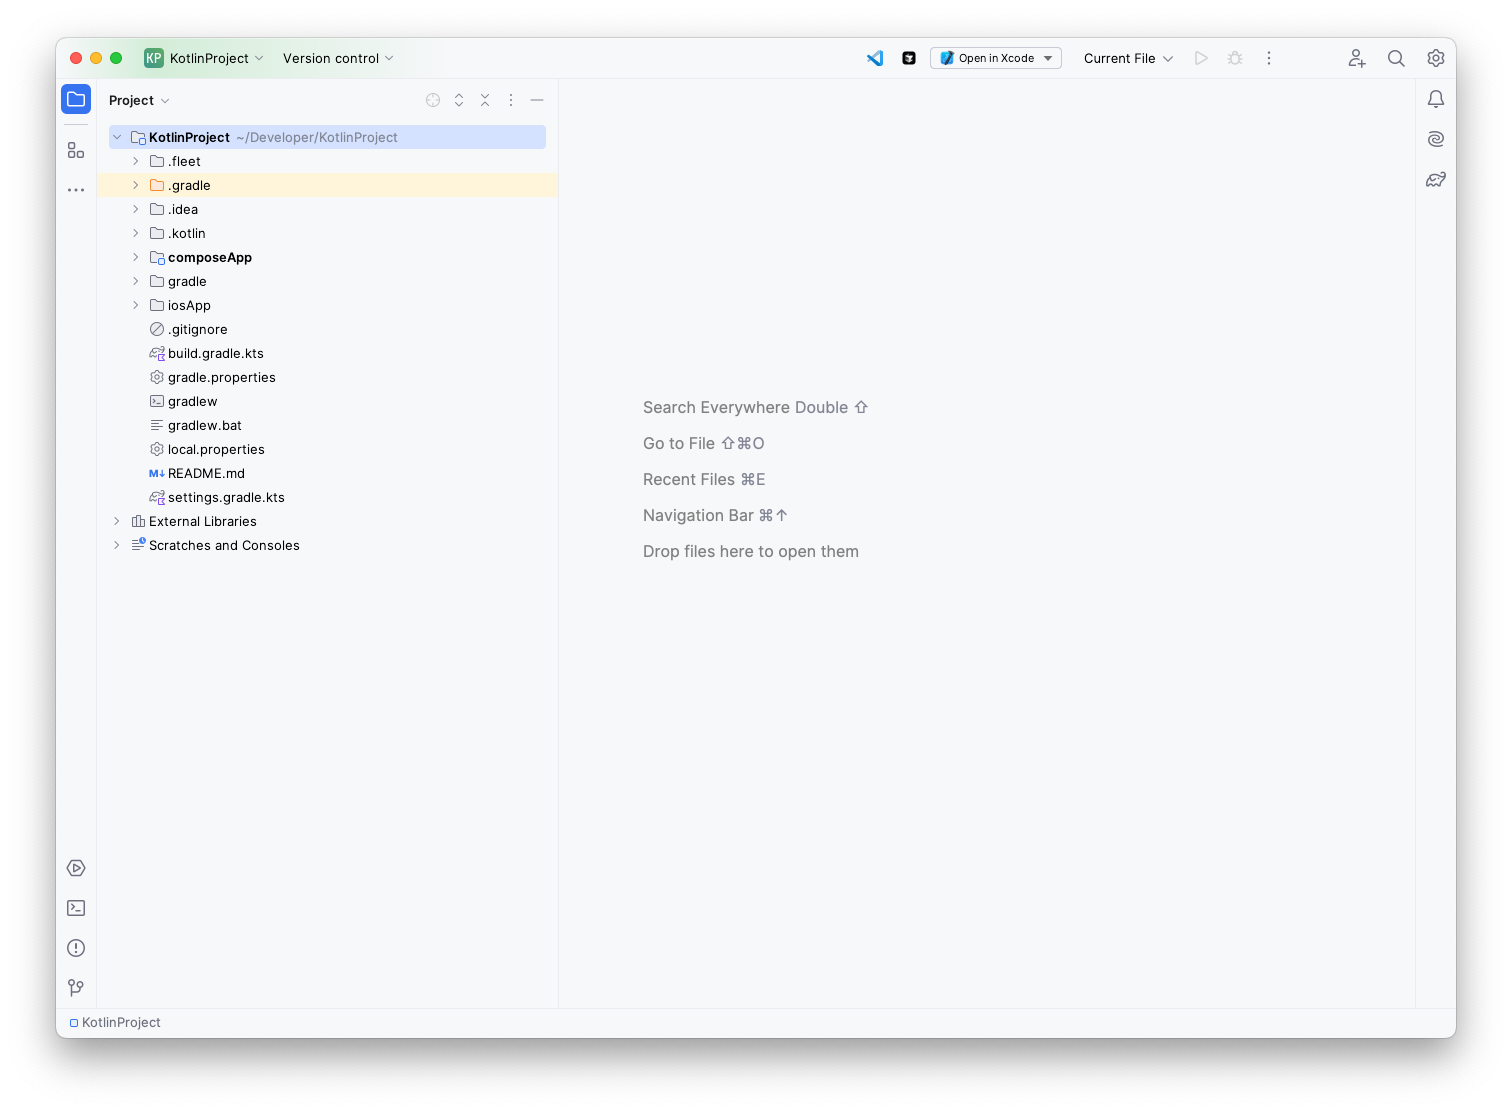 KP KotlinProject Version control Open in Xcode Current File
Project
KotlinProject ~/Developer/KotlinProject
.fleet
.gradle
.idea
.kotlin
composeApp
gradle
iosApp
.gitignore
build.gradle.kts
gradle.properties
gradlew
gradlew.bat
local.properties
M↓ README.md
settings.gradle.kts
External Libraries
Scratches and Consoles
Search Everywhere Double ⇧
Go to File ⇧⌘O
Recent Files ⌘E
Navigation Bar ⌘↑
Drop files here to open them
KotlinProject